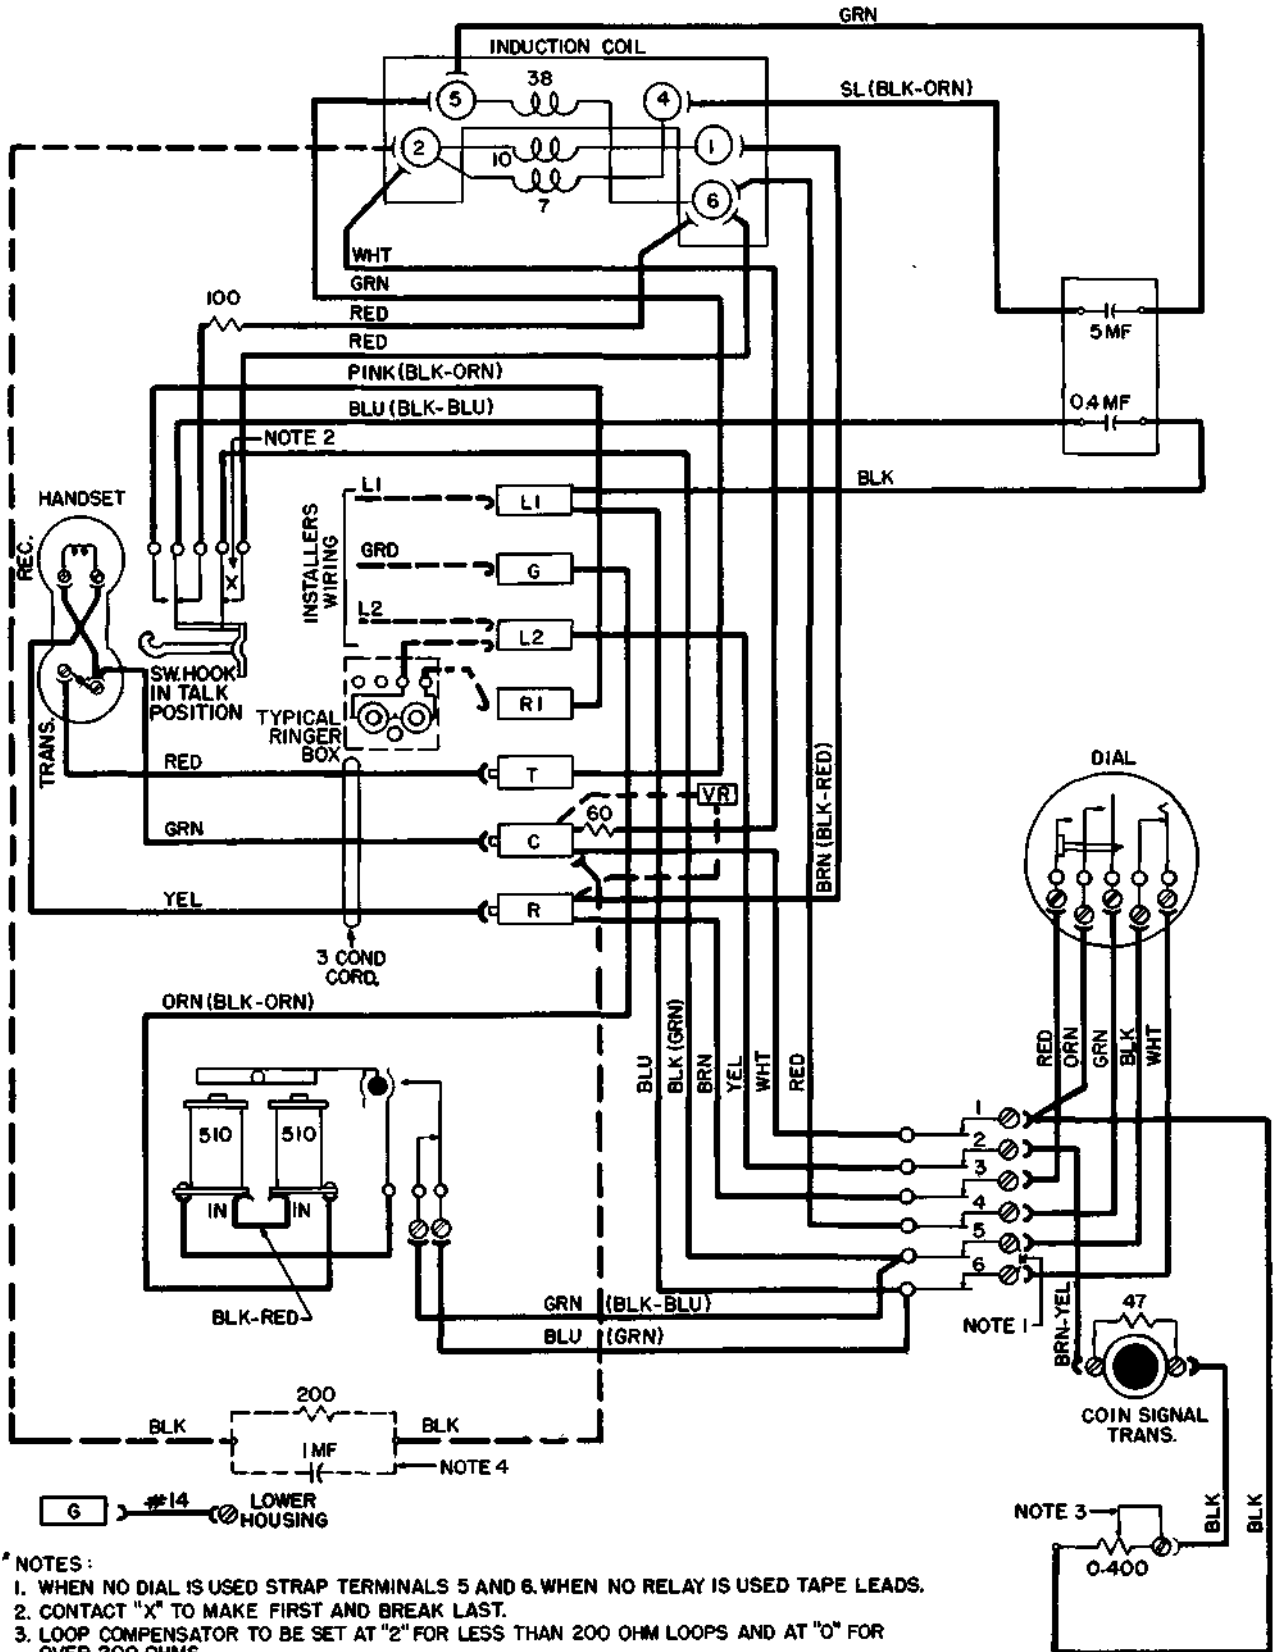 GRN
INDUCTION COIL
38
5
4
SL (BLK-ORN)
2
10
1
7
6
WHT
GRN
100
RED
RED
5 MF
PINK (BLK-ORN)
BLU (BLK-BLU)
0.4 MF
NOTE 2
BLK
HANDSET
L1
L1
REC.
INSTALLERS WIRING
GRD
G
X
L2
L2
SW. HOOK
IN TALK
POSITION
R1
TYPICAL
RINGER
BOX
TRANS.
RED
T
VR
BRN (BLK-RED)
DIAL
60
GRN
C
YEL
R
3 COND
CORD.
ORN (BLK-ORN)
BLU
BLK (GRN)
BRN
YEL
WHT
RED
RED
ORN
GRN
BLK
WHT
510
510
1
2
3
4
5
6
IN
IN
BLK-RED
GRN (BLK-BLU)
BLU (GRN)
NOTE 1
BRN-YEL
47
COIN SIGNAL
TRANS.
200
BLK
BLK
1 MF
NOTE 4
G
#14
LOWER
HOUSING
NOTE 3
0-400
BLK
BLK
* NOTES:
1. WHEN NO DIAL IS USED STRAP TERMINALS 5 AND 6. WHEN NO RELAY IS USED TAPE LEADS.
2. CONTACT "X" TO MAKE FIRST AND BREAK LAST.
3. LOOP COMPENSATOR TO BE SET AT "2" FOR LESS THAN 200 OHM LOOPS AND AT "0" FOR
OVER 200 OHMS